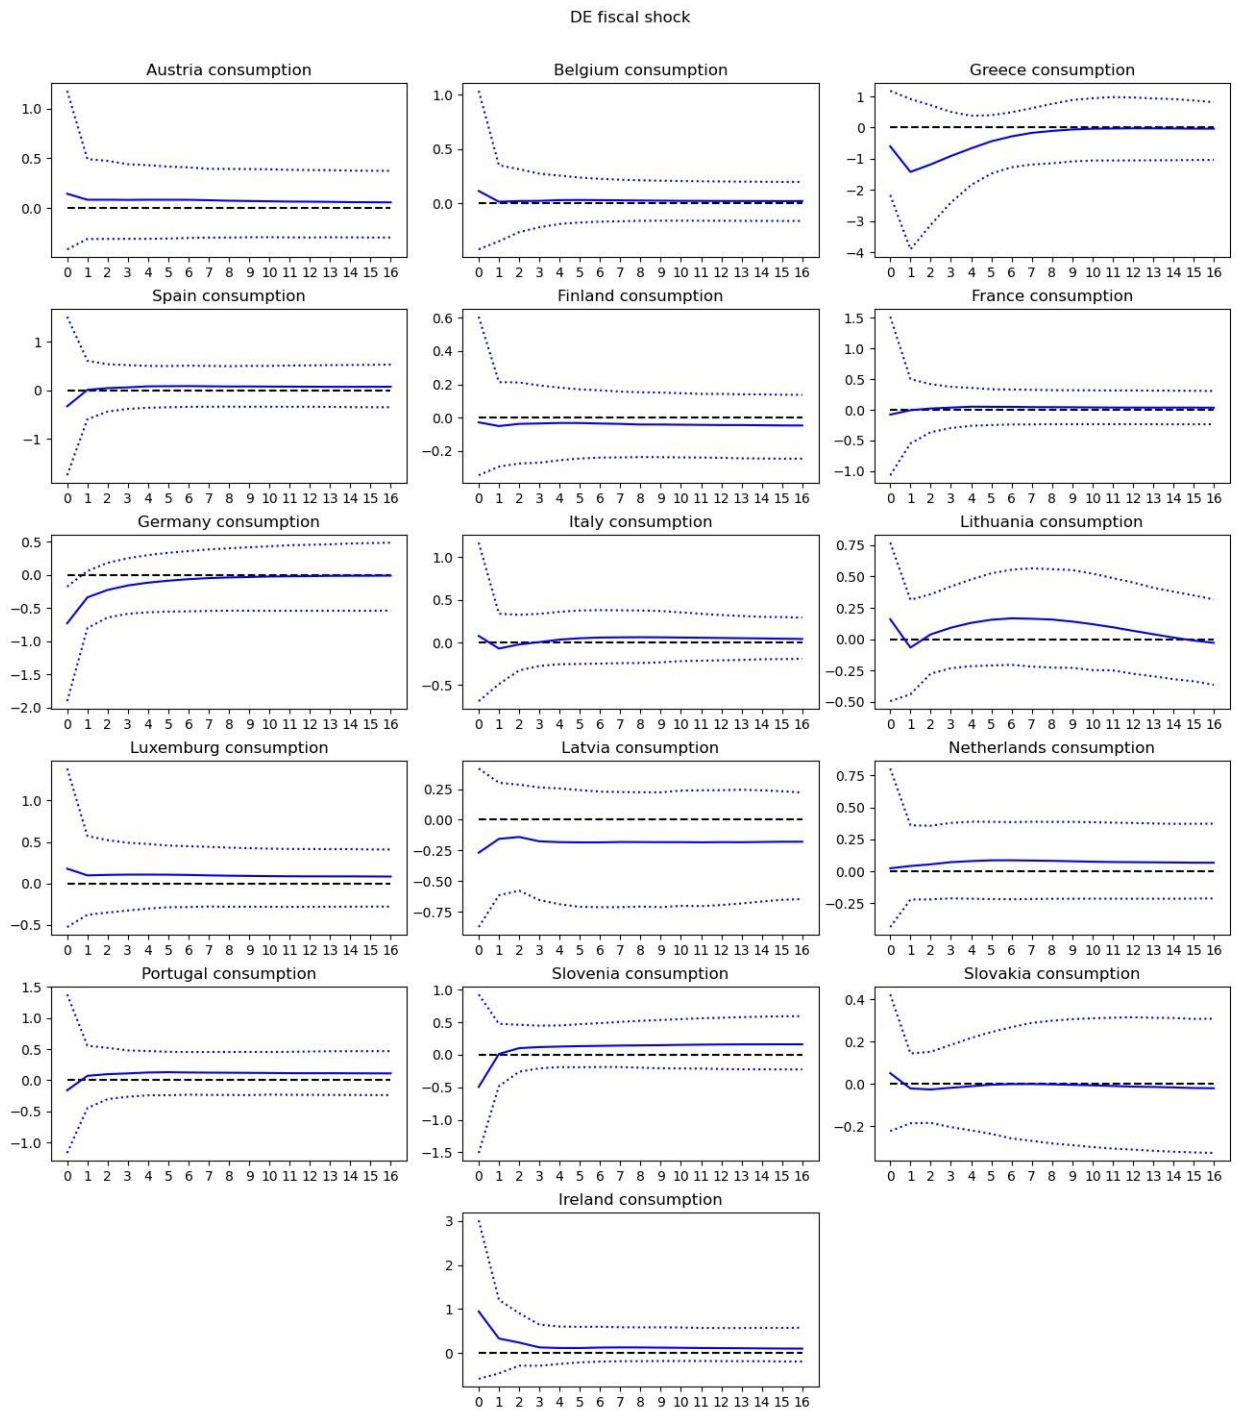 DE fiscal shock
Austria consumption
1.0
0.5
0.0
0 1 2 3 4 5 6 7 8 9 10 11 12 13 14 15 16
Belgium consumption
1.0
0.5
0.0
0 1 2 3 4 5 6 7 8 9 10 11 12 13 14 15 16
Greece consumption
1
0
−1
−2
−3
−4
0 1 2 3 4 5 6 7 8 9 10 11 12 13 14 15 16
Spain consumption
1
0
−1
0 1 2 3 4 5 6 7 8 9 10 11 12 13 14 15 16
Finland consumption
0.6
0.4
0.2
0.0
−0.2
0 1 2 3 4 5 6 7 8 9 10 11 12 13 14 15 16
France consumption
1.5
1.0
0.5
0.0
−0.5
−1.0
0 1 2 3 4 5 6 7 8 9 10 11 12 13 14 15 16
Germany consumption
0.5
0.0
−0.5
−1.0
−1.5
−2.0
0 1 2 3 4 5 6 7 8 9 10 11 12 13 14 15 16
Italy consumption
1.0
0.5
0.0
−0.5
0 1 2 3 4 5 6 7 8 9 10 11 12 13 14 15 16
Lithuania consumption
0.75
0.50
0.25
0.00
−0.25
−0.50
0 1 2 3 4 5 6 7 8 9 10 11 12 13 14 15 16
Luxemburg consumption
1.0
0.5
0.0
−0.5
0 1 2 3 4 5 6 7 8 9 10 11 12 13 14 15 16
Latvia consumption
0.25
0.00
−0.25
−0.50
−0.75
0 1 2 3 4 5 6 7 8 9 10 11 12 13 14 15 16
Netherlands consumption
0.75
0.50
0.25
0.00
−0.25
0 1 2 3 4 5 6 7 8 9 10 11 12 13 14 15 16
Portugal consumption
1.5
1.0
0.5
0.0
−0.5
−1.0
0 1 2 3 4 5 6 7 8 9 10 11 12 13 14 15 16
Slovenia consumption
1.0
0.5
0.0
−0.5
−1.0
−1.5
0 1 2 3 4 5 6 7 8 9 10 11 12 13 14 15 16
Slovakia consumption
0.4
0.2
0.0
−0.2
0 1 2 3 4 5 6 7 8 9 10 11 12 13 14 15 16
Ireland consumption
3
2
1
0
0 1 2 3 4 5 6 7 8 9 10 11 12 13 14 15 16